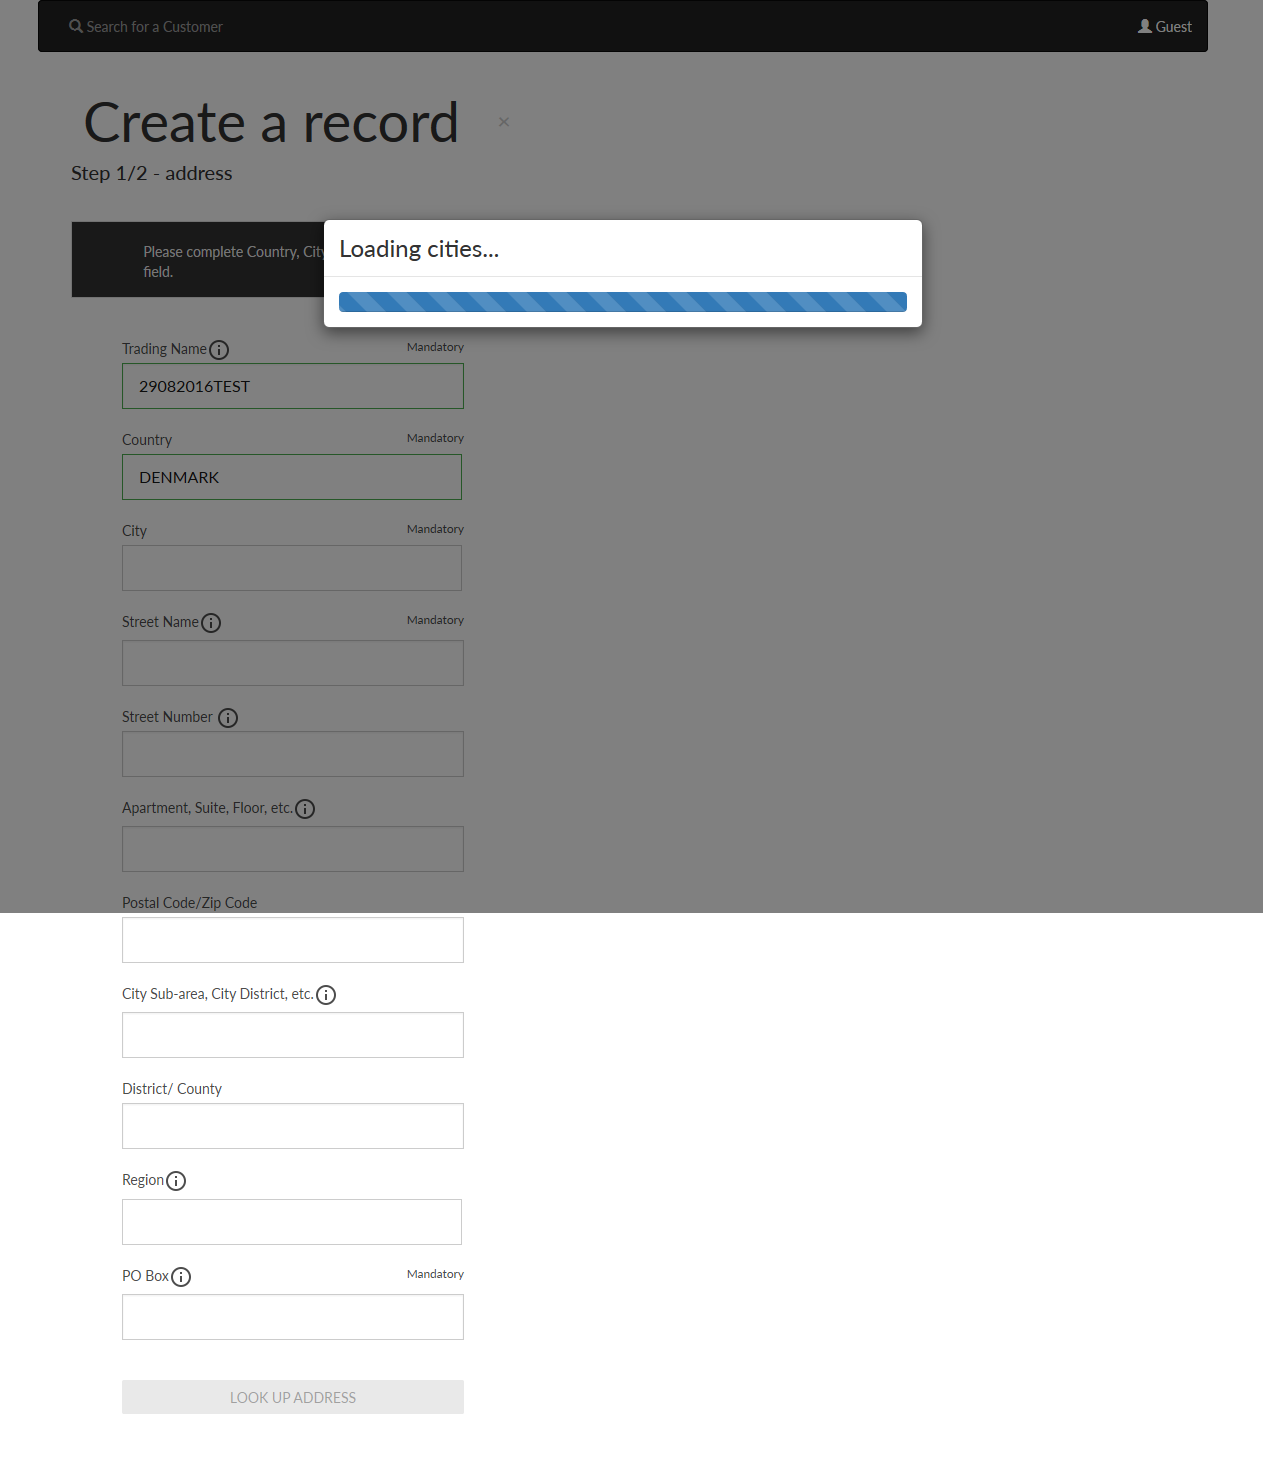 Search for a Customer
Guest
Create a record ×
Step 1/2 - address
Please complete Country, City
field.
Loading cities...
Trading Name Mandatory
29082016TEST
Country Mandatory
DENMARK
City Mandatory
Street Name Mandatory
Street Number
Apartment, Suite, Floor, etc.
Postal Code/Zip Code
City Sub-area, City District, etc.
District/ County
Region
PO Box Mandatory
LOOK UP ADDRESS